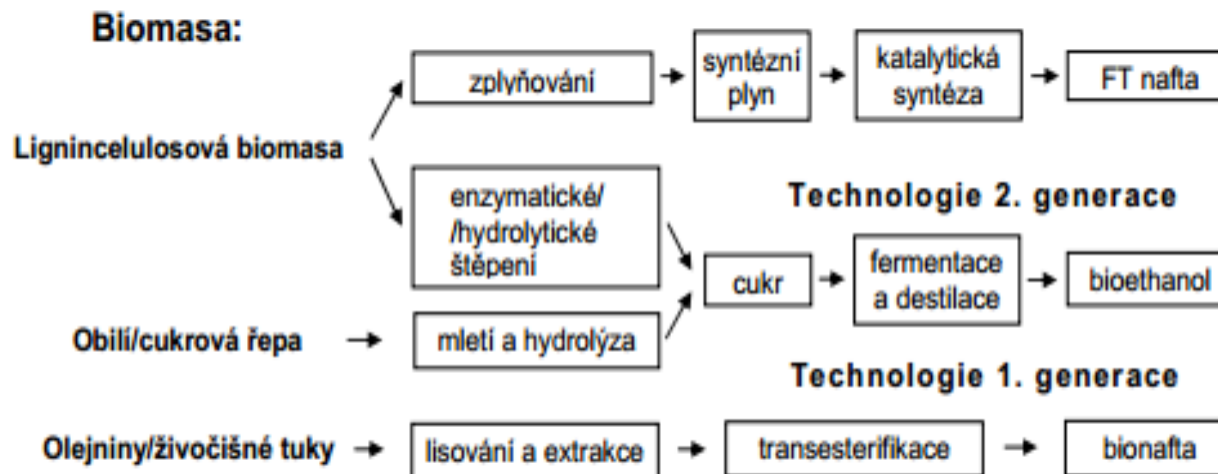 Biomasa:
zplyňování
syntézní
plyn
katalytická
syntéza
FT nafta
Lignincelulosová biomasa
enzymatické/
/hydrolytické
štěpení
Technologie 2. generace
cukr
fermentace
a destilace
bioethanol
Obilí/cukrová řepa
mletí a hydrolýza
Technologie 1. generace
Olejniny/živočišné tuky
lisování a extrakce
transesterifikace
bionafta